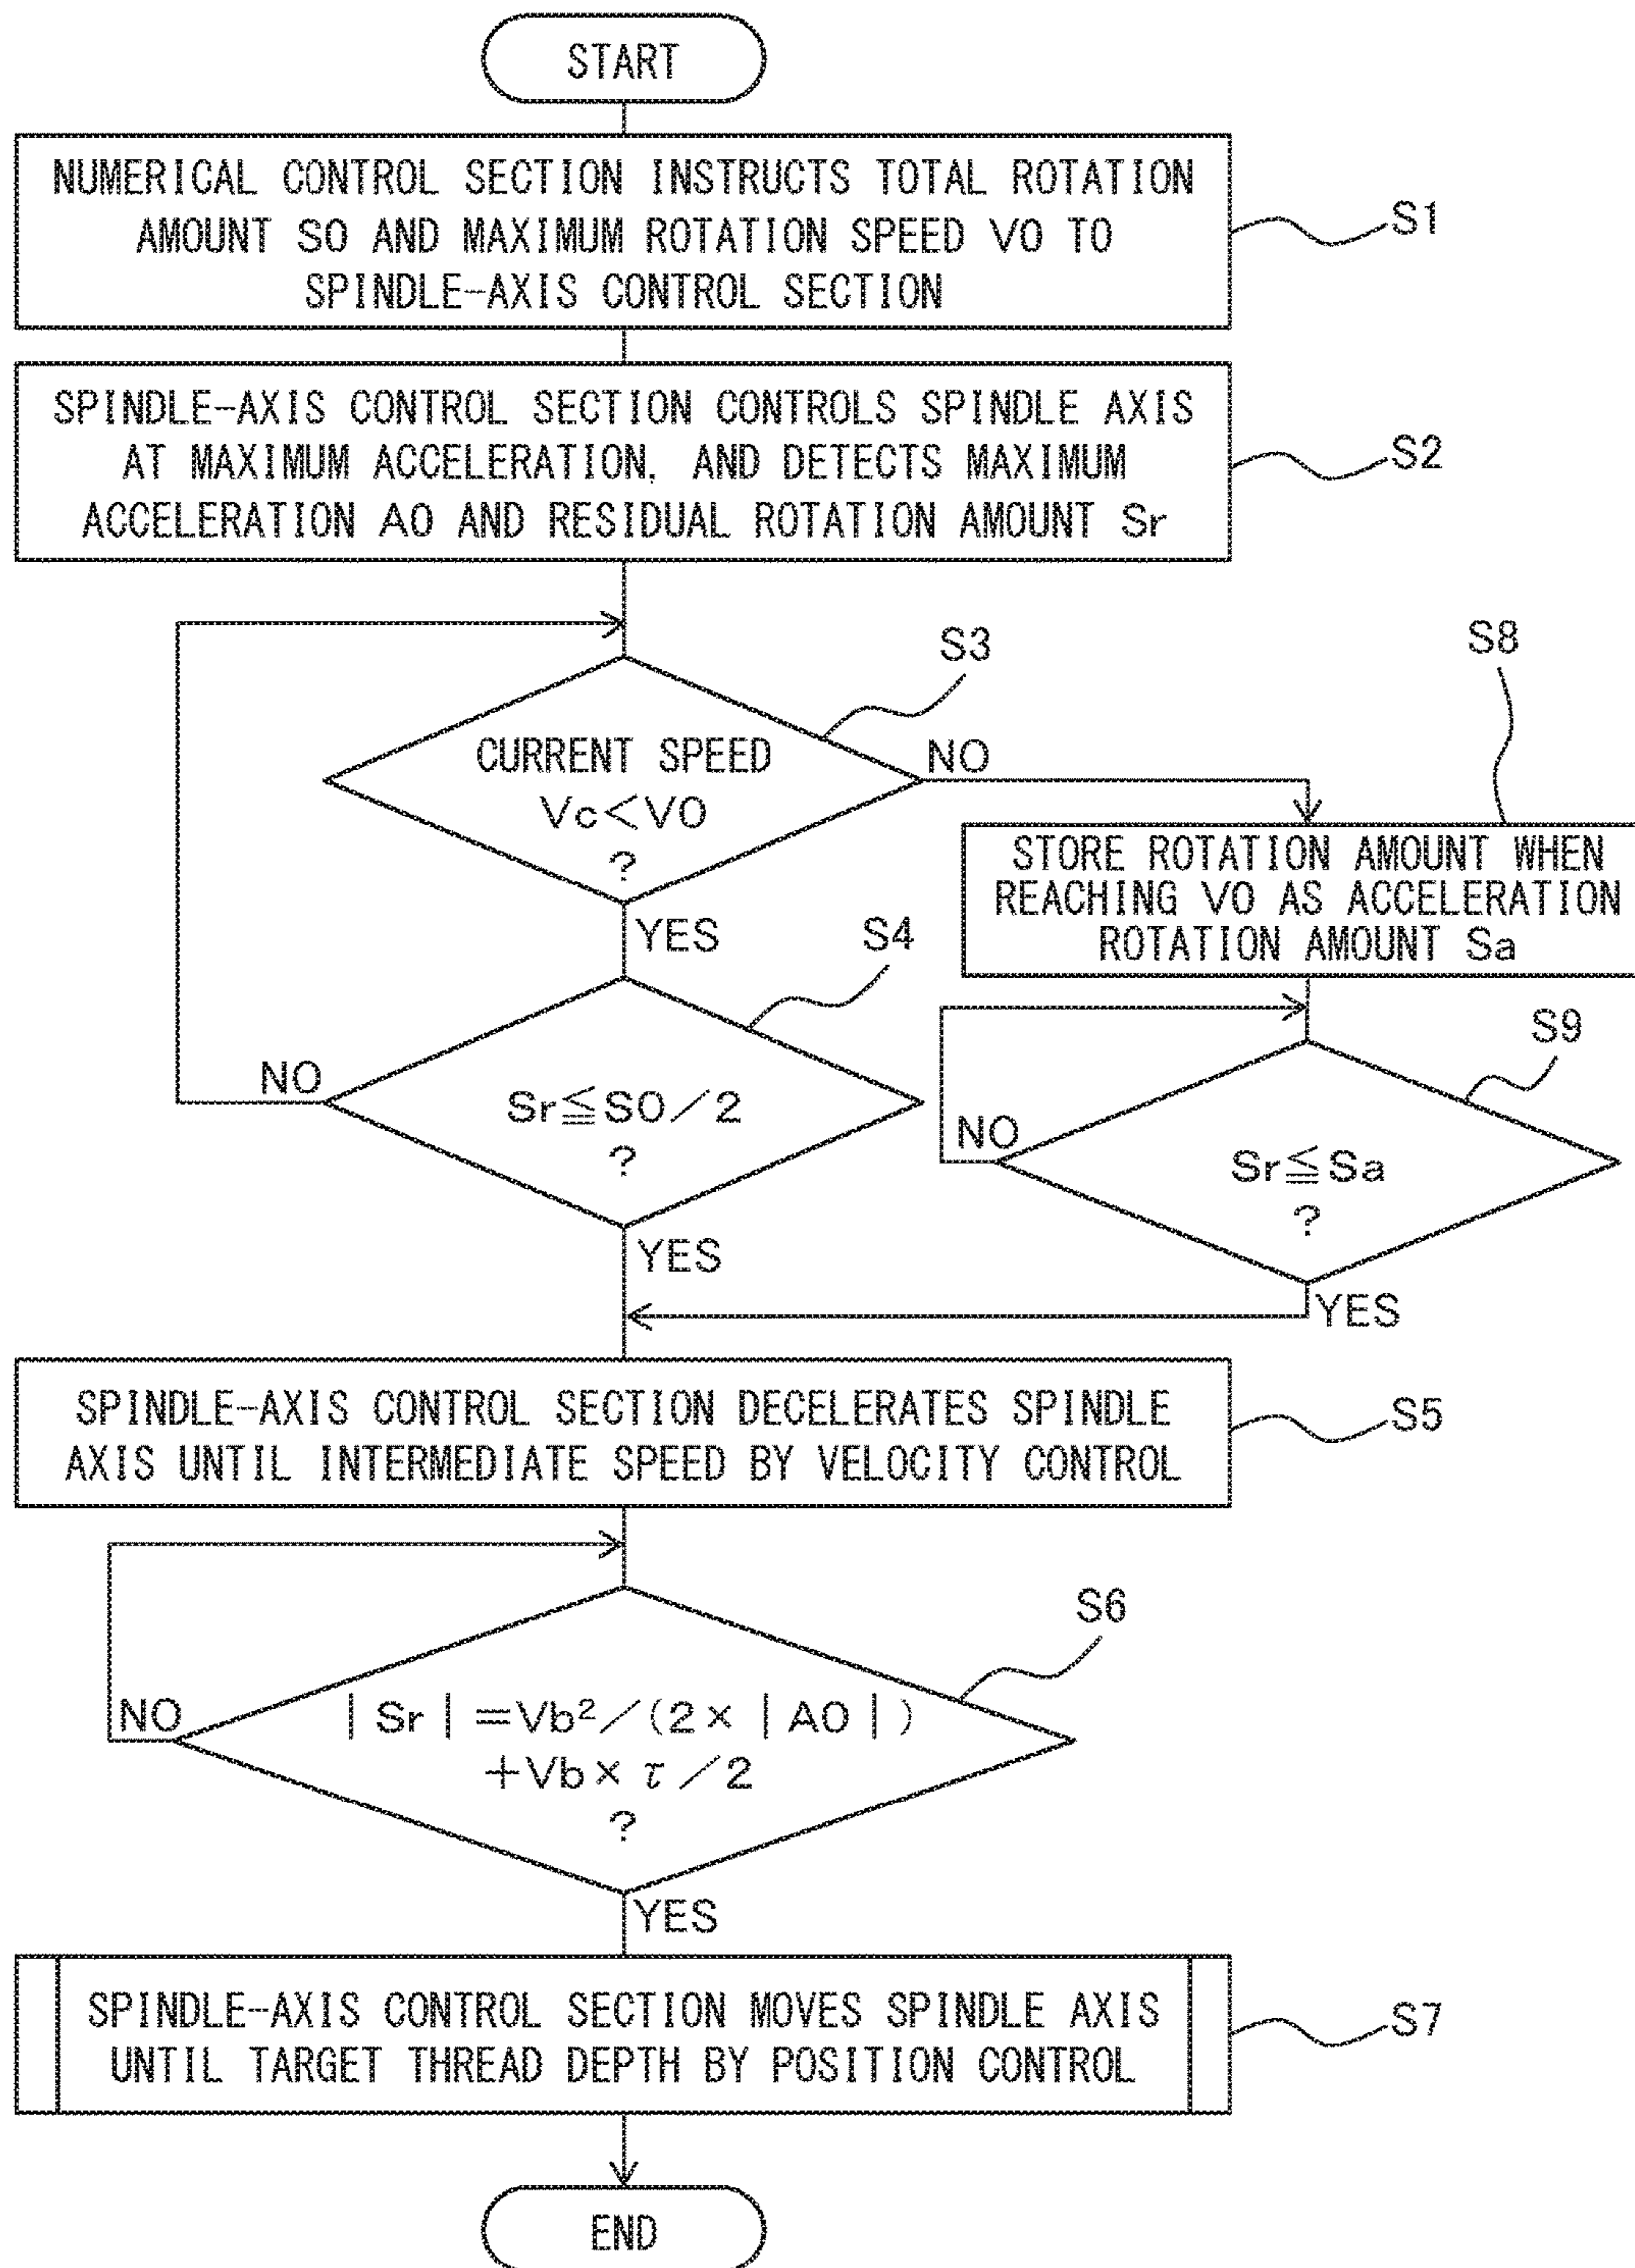 START
NUMERICAL CONTROL SECTION INSTRUCTS TOTAL ROTATION
AMOUNT S0 AND MAXIMUM ROTATION SPEED V0 TO
SPINDLE-AXIS CONTROL SECTION
S1
SPINDLE-AXIS CONTROL SECTION CONTROLS SPINDLE AXIS
AT MAXIMUM ACCELERATION, AND DETECTS MAXIMUM
ACCELERATION A0 AND RESIDUAL ROTATION AMOUNT Sr
S2
S3
CURRENT SPEED
Vc<V0
?
NO
YES
S8
STORE ROTATION AMOUNT WHEN
REACHING V0 AS ACCELERATION
ROTATION AMOUNT Sa
S4
NO
Sr≦S0/2
?
YES
S9
NO
Sr≦Sa
?
YES
SPINDLE-AXIS CONTROL SECTION DECELERATES SPINDLE
AXIS UNTIL INTERMEDIATE SPEED BY VELOCITY CONTROL
S5
S6
NO
|Sr|=Vb²/(2×|A0|)
+Vb×τ/2
?
YES
SPINDLE-AXIS CONTROL SECTION MOVES SPINDLE AXIS
UNTIL TARGET THREAD DEPTH BY POSITION CONTROL
S7
END